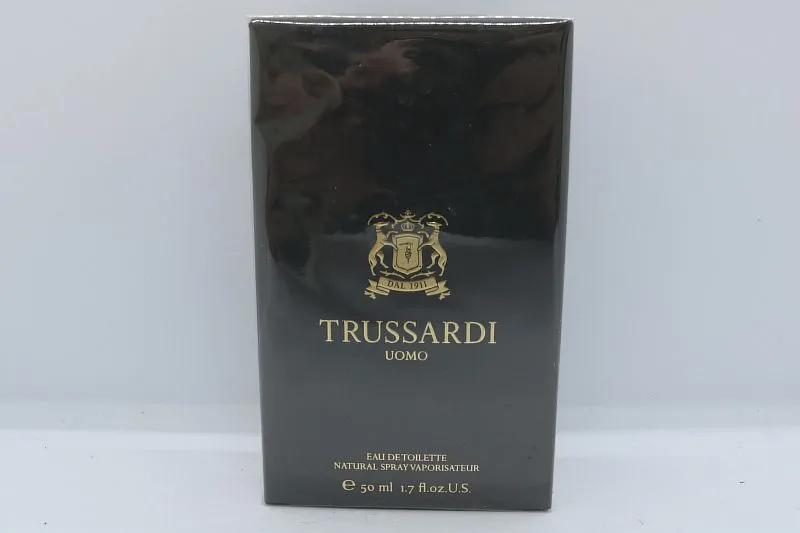 DAL 1911
TRUSSARDI
UOMO
EAU DE TOILETTE
NATURAL SPRAY VAPORISATEUR
e 50 ml 1.7 fl.oz.U.S.